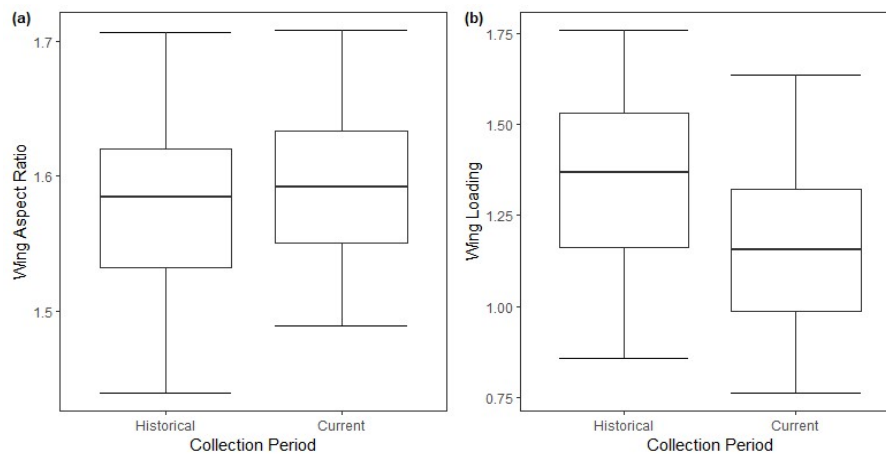 (a)
Wing Aspect Ratio
1.7
1.6
1.5
Historical Current
Collection Period
(b)
Wing Loading
1.75
1.50
1.25
1.00
0.75
Historical Current
Collection Period